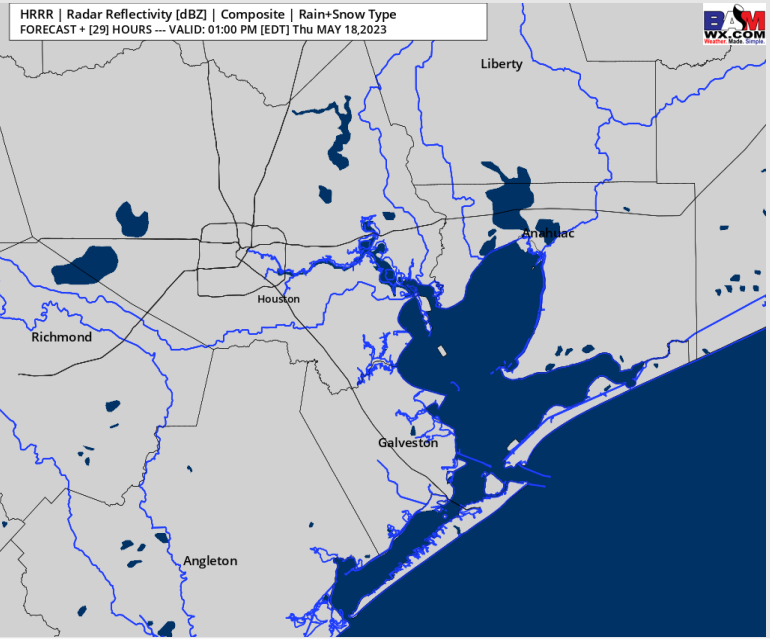 HRRR | Radar Reflectivity [dBZ] | Composite | Rain+Snow Type
FORECAST + [29] HOURS --- VALID: 01:00 PM [EDT] Thu MAY 18,2023
BAM
WX.COM
Weather. Made. Simple.
Liberty
Anahuac
Houston
Richmond
Galveston
Angleton